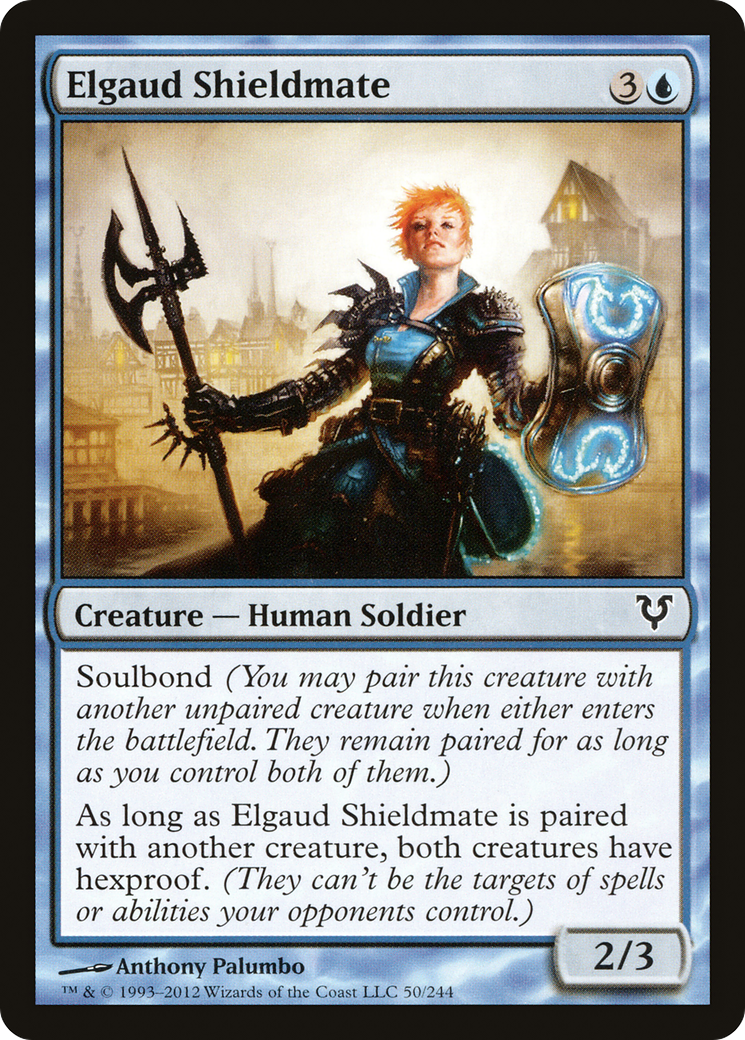 Elgaud Shieldmate 3
Creature — Human Soldier
Soulbond (You may pair this creature with
another unpaired creature when either enters
the battlefield. They remain paired for as long
as you control both of them.)
As long as Elgaud Shieldmate is paired
with another creature, both creatures have
hexproof. (They can't be the targets of spells
or abilities your opponents control.)
2/3
Anthony Palumbo
™ & © 1993–2012 Wizards of the Coast LLC 50/244